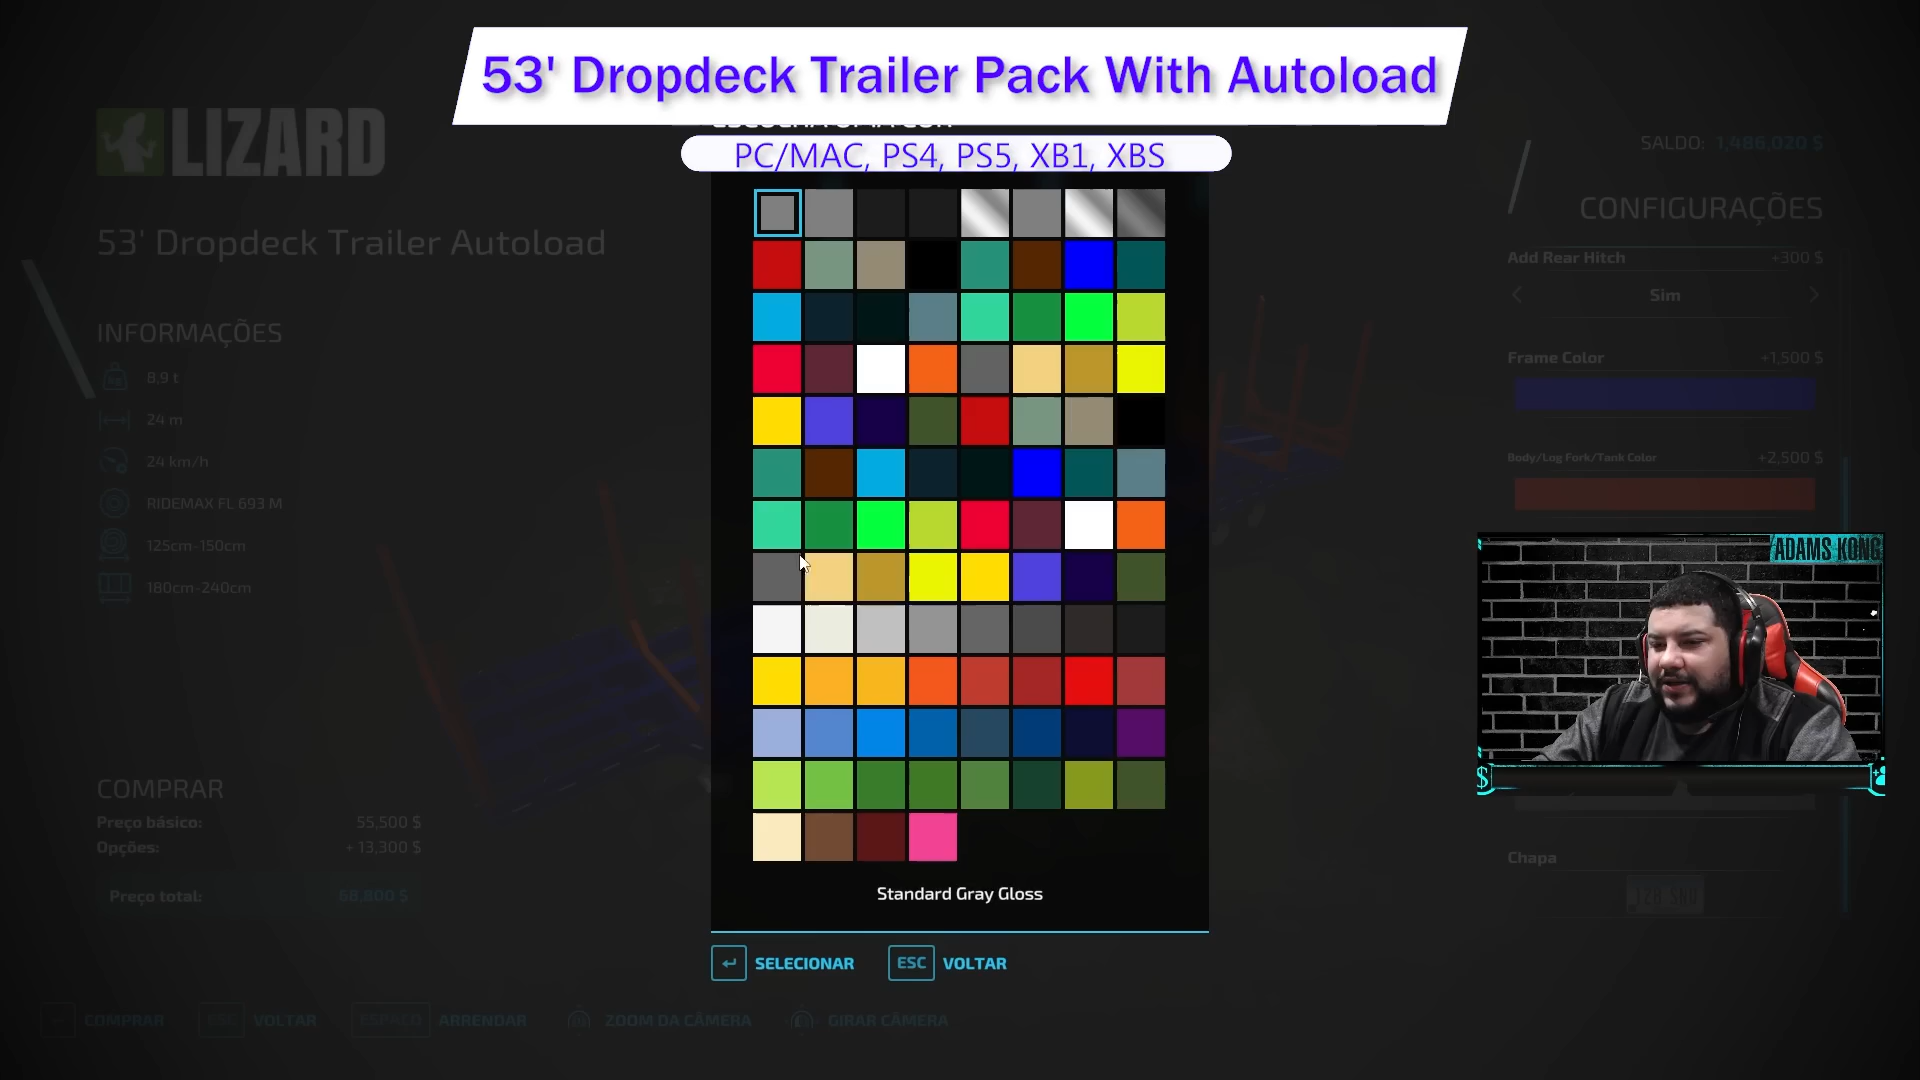 53' Dropdeck Trailer Pack With Autoload
PC/MAC, PS4, PS5, XB1, XBS
LIZARD
53' Dropdeck Trailer Autoload
INFORMAÇÕES
8.9 t
24 m
24 km/h
RIDEMAX FL 693 M
125cm-150cm
180cm-240cm
COMPRAR
Preço básico: 55,500 $
Opções: + 13,300 $
Preço total: 68,800 $
Standard Gray Gloss
SELECIONAR
ESC VOLTAR
SALDO: 1,486,020 $
CONFIGURAÇÕES
Add Rear Hitch +300 $
Sim
Frame Color +1,500 $
Body/Log Fork/Tank Color +2,500 $
ADAMS KONG
Chapa
COMPRAR
ESC VOLTAR
ESPAÇO ARRENDAR
ZOOM DA CÂMERA
GIRAR CÂMERA